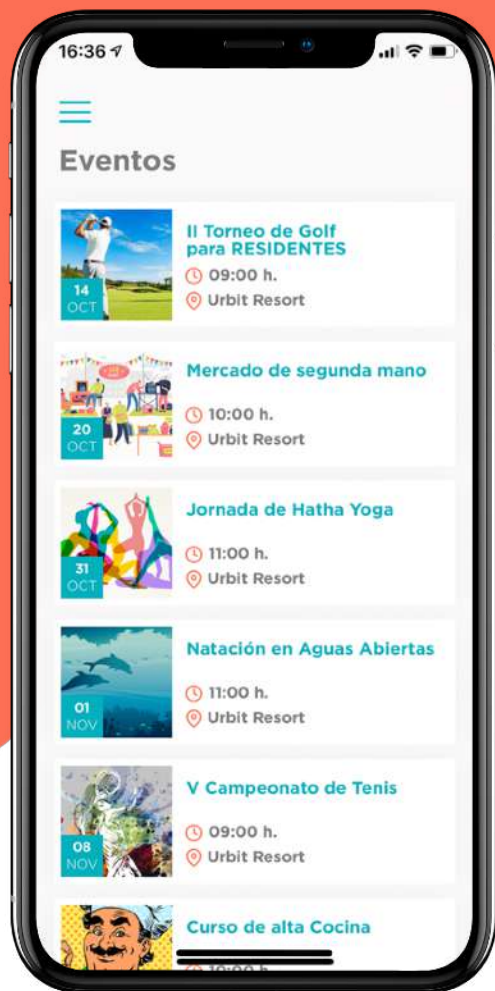 16:36
Eventos
II Torneo de Golf
para RESIDENTES
09:00 h.
Urbit Resort
14
OCT
Mercado de segunda mano
10:00 h.
Urbit Resort
20
OCT
Jornada de Hatha Yoga
11:00 h.
Urbit Resort
31
OCT
Natación en Aguas Abiertas
11:00 h.
Urbit Resort
01
NOV
V Campeonato de Tenis
09:00 h.
Urbit Resort
08
NOV
Curso de alta Cocina
10:00 h.